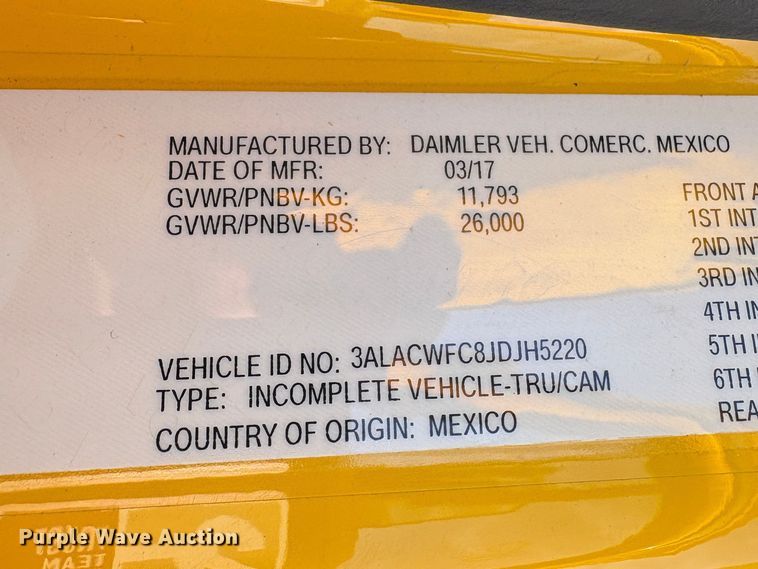 MANUFACTURED BY: DAIMLER VEH. COMERC. MEXICO
DATE OF MFR: 03/17
GVWR/PNBV-KG: 11,793
GVWR/PNBV-LBS: 26,000
FRONT A
1ST INT
2ND INT
3RD IN
4TH IN
5TH I
6TH
REA
VEHICLE ID NO: 3ALACWFC8JDJH5220
TYPE: INCOMPLETE VEHICLE-TRU/CAM
COUNTRY OF ORIGIN: MEXICO
Purple Wave Auction